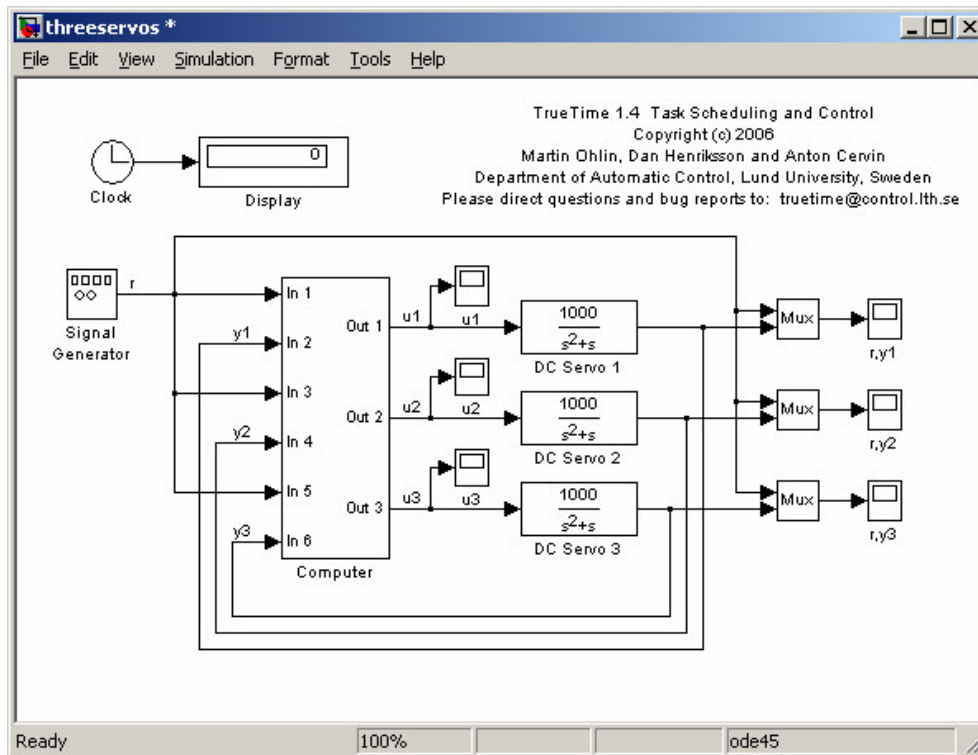 threeservos *
File Edit View Simulation Format Tools Help
TrueTime 1.4 Task Scheduling and Control
Copyright (c) 2006
Martin Ohlin, Dan Henriksson and Anton Cervin
Department of Automatic Control, Lund University, Sweden
Please direct questions and bug reports to: truetime@control.lth.se
0
Clock
Display
r
Signal
Generator
In 1
y1
In 2
In 3
y2
In 4
In 5
y3
In 6
Out 1
Out 2
Out 3
Computer
u1
u1
1000
s2+s
DC Servo 1
u2
u2
1000
s2+s
DC Servo 2
u3
u3
1000
s2+s
DC Servo 3
Mux
r,y1
Mux
r,y2
Mux
r,y3
Ready 100% ode45